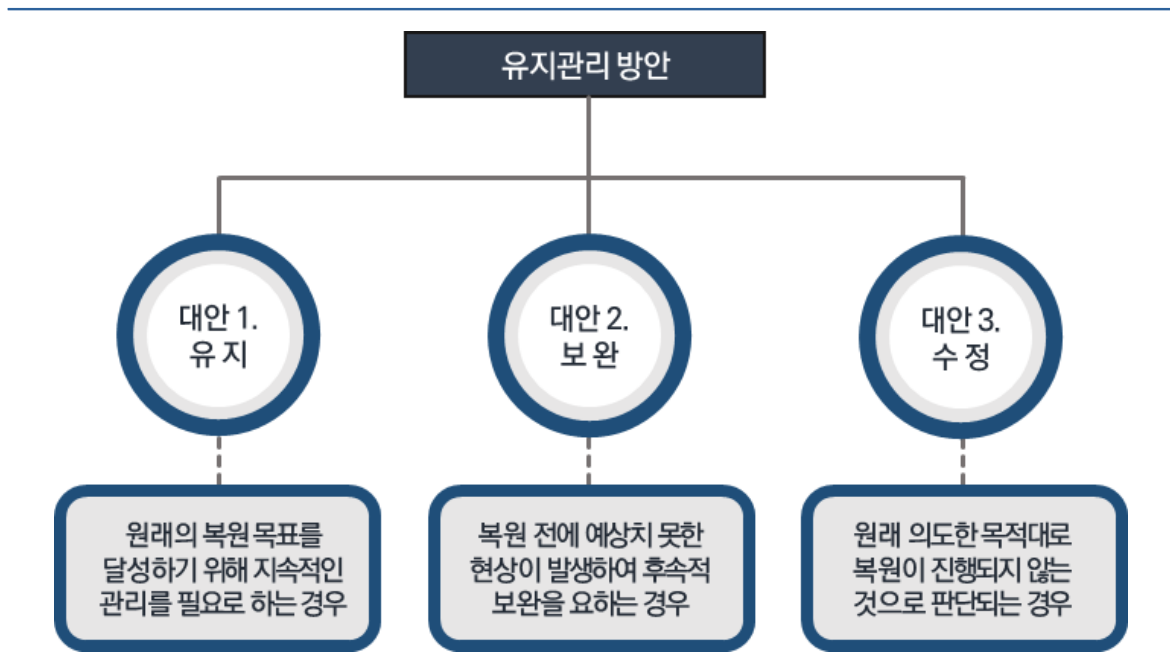 유지관리 방안
대안 1.
유 지
대안 2.
보 완
대안 3.
수 정
원래의 복원 목표를
달성하기 위해 지속적인
관리를 필요로 하는 경우
복원 전에 예상치 못한
현상이 발생하여 후속적
보완을 요하는 경우
원래 의도한 목적대로
복원이 진행되지 않는
것으로 판단되는 경우